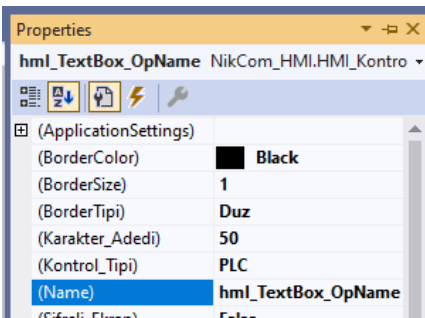 Properties
hml_TextBox_OpName NikCom_HMI.HMI_Kontro
(ApplicationSettings)
(BorderColor) Black
(BorderSize) 1
(BorderTipi) Duz
(Karakter_Adedi) 50
(Kontrol_Tipi) PLC
(Name) hml_TextBox_OpName